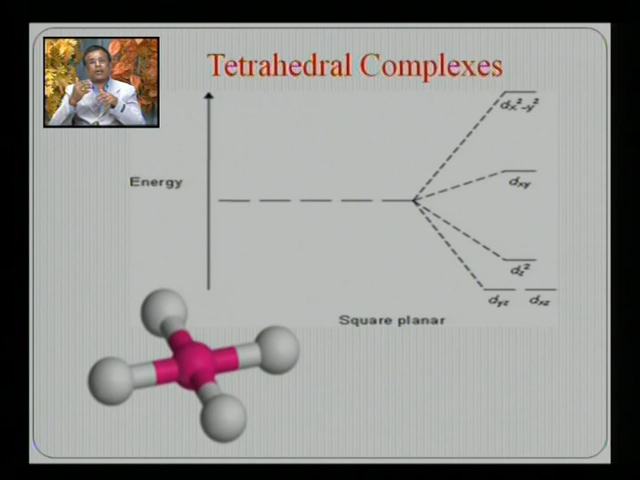 Tetrahedral Complexes
Energy
dx²-y²
dxy
dz²
dyz dxz
Square planar